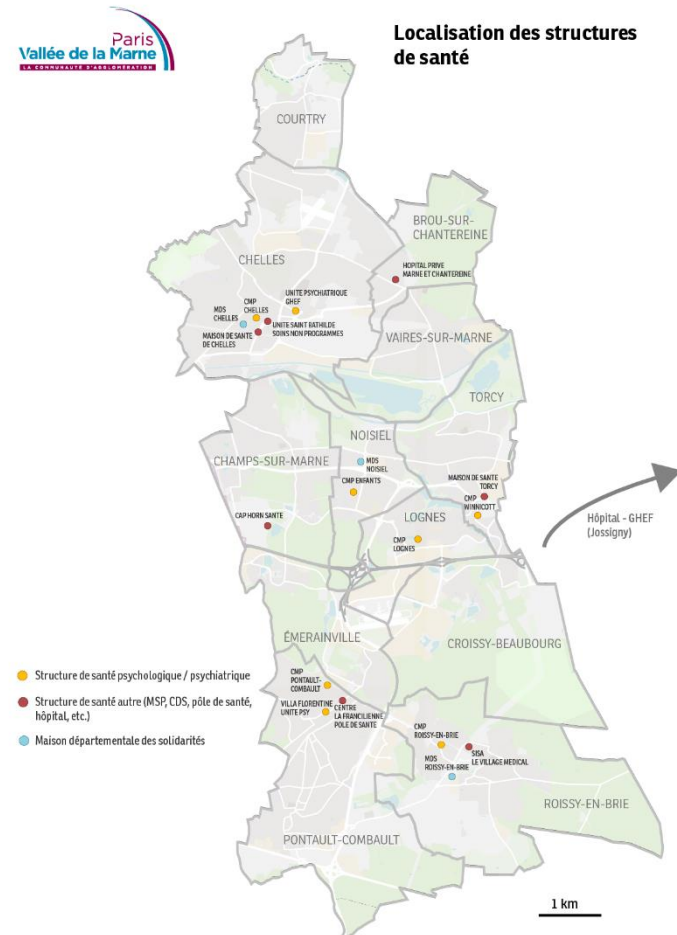 Paris
Vallée de la Marne
LA COMMUNAUTÉ D'AGGLOMÉRATION
Localisation des structures
de santé
COURTRY
BROU-SUR-
CHANTEREINE
CHELLES
HOPITAL PRIVE
MARNE ET CHANTEREINE
UNITE PSYCHIATRIQUE
GHEF
CMP
CHELLES
MDS
CHELLES
UNITE SAINT BATHILDE
SOINS NON PROGRAMMES
MAISON DE SANTE
DE CHELLES
VAIRES-SUR-MARNE
TORCY
NOISIEL
CHAMPS-SUR-MARNE
MDS
NOISIEL
CMP ENFANTS
MAISON DE SANTE
TORCY
CMP
WINNICOTT
CAP HORN SANTE
LOGNES
CMP
LOGNES
Hôpital - GHEF
(Jossigny)
ÉMERAINVILLE
CROISSY-BEAUBOURG
Structure de santé psychologique / psychiatrique
Structure de santé autre (MSP, CDS, pôle de santé,
hôpital, etc.)
Maison départementale des solidarités
CMP
PONTAULT-
COMBAULT
VILLA FLORENTINE
UNITE PSY
CENTRE
LA FRANCILIENNE
POLE DE SANTE
CMP
ROISSY-EN-BRIE
SISA
LE VILLAGE MEDICAL
MDS
ROISSY-EN-BRIE
ROISSY-EN-BRIE
PONTAULT-COMBAULT
1 km